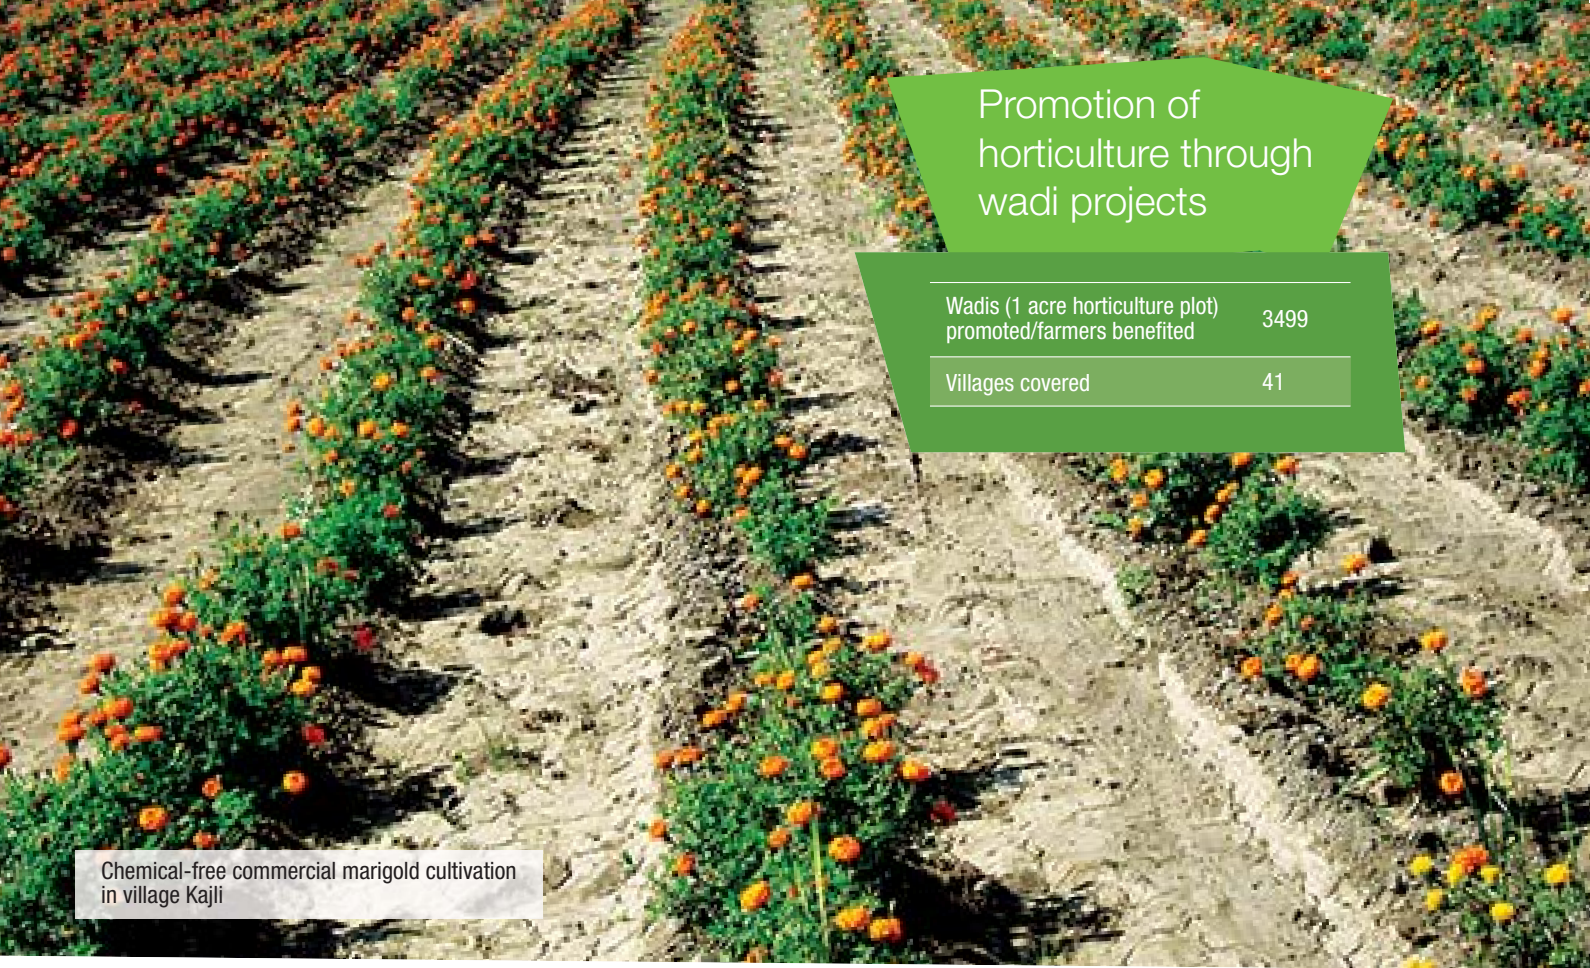 Promotion of
horticulture through
wadi projects
Wadis (1 acre horticulture plot)
promoted/farmers benefited
3499
Villages covered
41
Chemical-free commercial marigold cultivation
in village Kajli